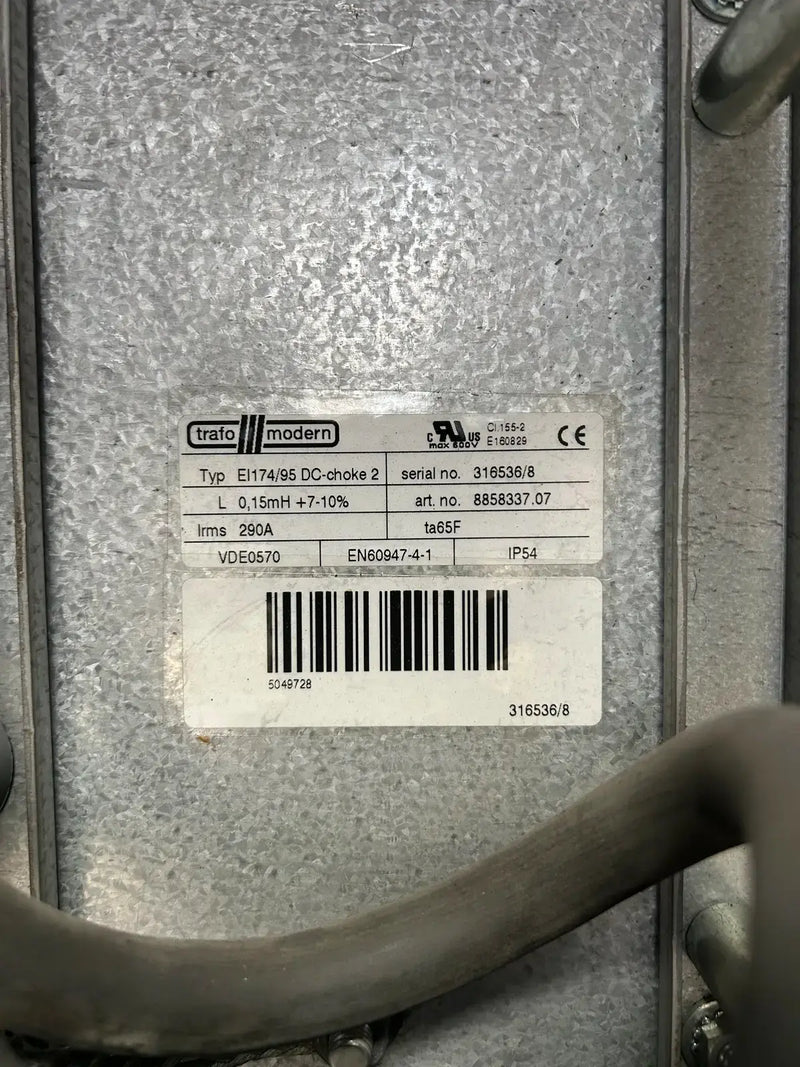 trafo modern
c RU US
max 600V
Cl.155-2
E160829
CE
Typ EI174/95 DC-choke 2
serial no. 316536/8
L 0,15mH +7-10%
art. no. 8858337.07
Irms 290A
ta65F
VDE0570
EN60947-4-1
IP54
5049728
316536/8